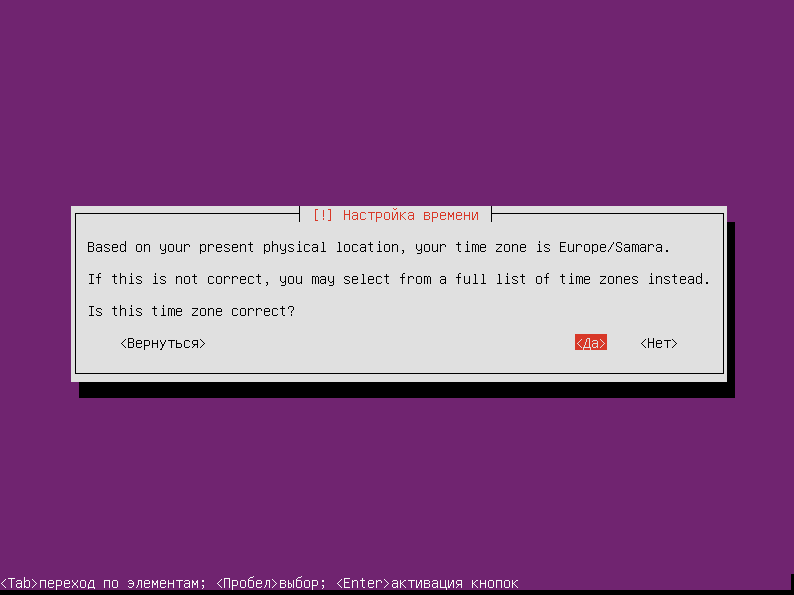 [!] Настройка времени
Based on your present physical location, your time zone is Europe/Samara.
If this is not correct, you may select from a full list of time zones instead.
Is this time zone correct?
<Вернуться> <Да> <Нет>
<Tab>переход по элементам; <Пробел>выбор; <Enter>активация кнопок